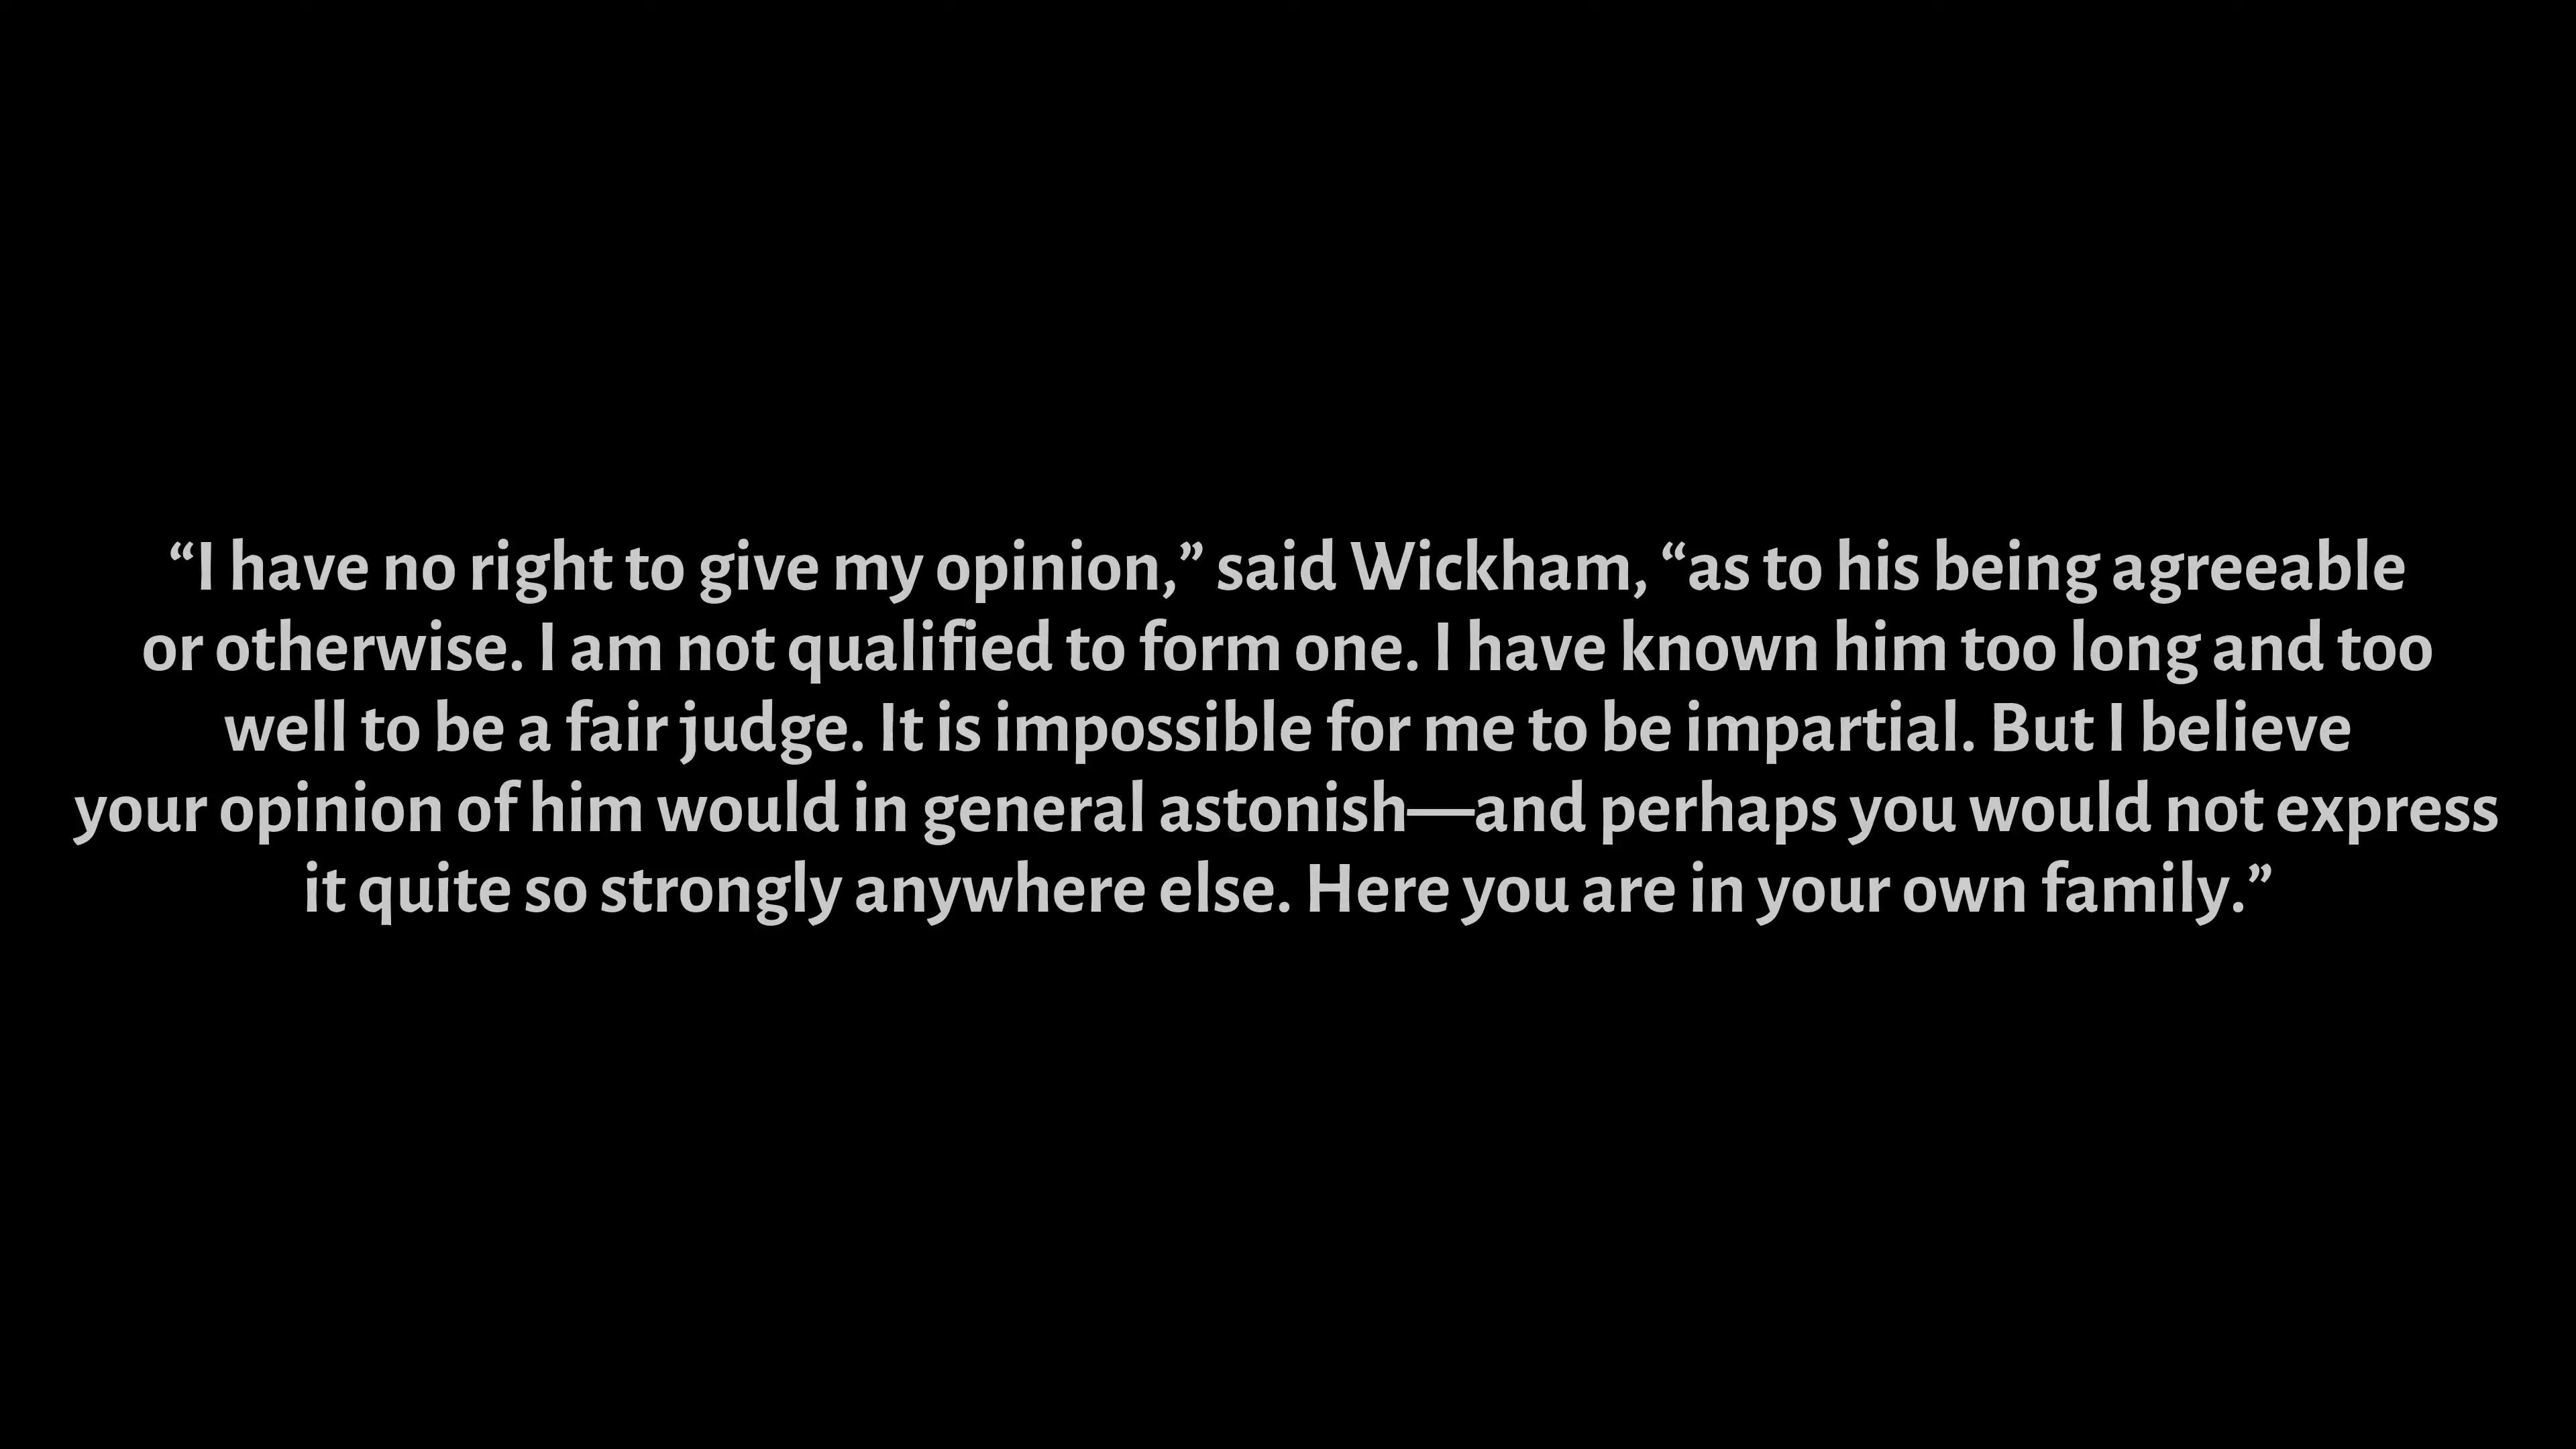 “I have no right to give my opinion,” said Wickham, “as to his being agreeable
or otherwise. I am not qualified to form one. I have known him too long and too
well to be a fair judge. It is impossible for me to be impartial. But I believe
your opinion of him would in general astonish—and perhaps you would not express
it quite so strongly anywhere else. Here you are in your own family.”